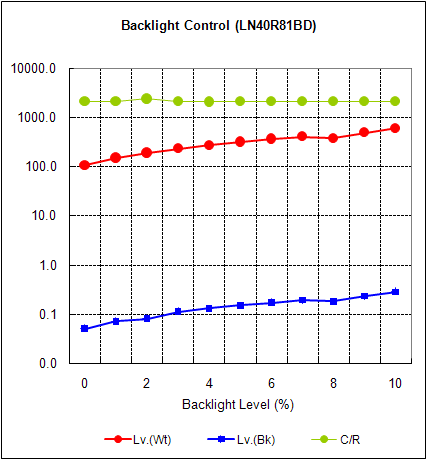 Backlight Control (LN40R81BD)
10000.0
1000.0
100.0
10.0
1.0
0.1
0.0
0 2 4 6 8 10
Backlight Level (%)
Lv.(Wt) Lv.(Bk) C/R